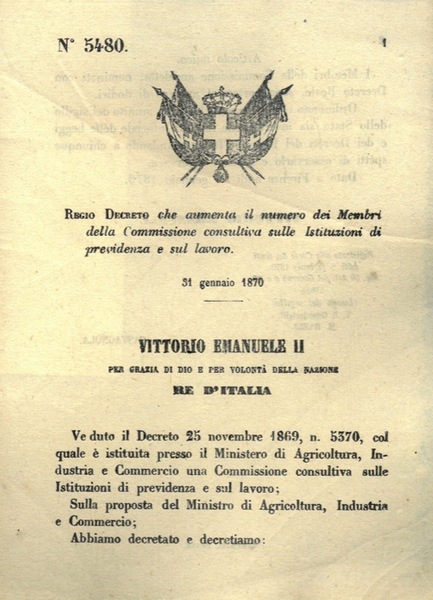 N° 5480.
1
REGIO DECRETO che aumenta il numero dei Membri
della Commissione consultiva sulle Istituzioni di
previdenza e sul lavoro.
31 gennaio 1870
VITTORIO EMANUELE II
PER GRAZIA DI DIO E PER VOLONTÀ DELLA NAZIONE
RE D'ITALIA
Veduto il Decreto 25 novembre 1869, n. 5370, col
quale è istituita presso il Ministero di Agricoltura, In-
dustria e Commercio una Commissione consultiva sulle
Istituzioni di previdenza e sul lavoro;
Sulla proposta del Ministro di Agricoltura, Industria
e Commercio;
Abbiamo decretato e decretiamo: